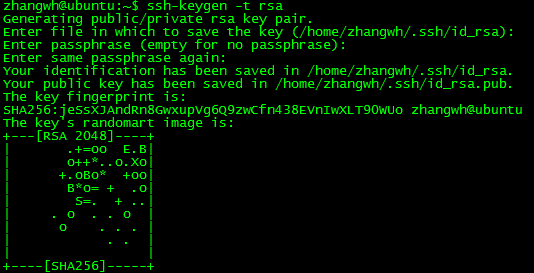 zhangwh@ubuntu:~$ ssh-keygen -t rsa
Generating public/private rsa key pair.
Enter file in which to save the key (/home/zhangwh/.ssh/id_rsa):
Enter passphrase (empty for no passphrase):
Enter same passphrase again:
Your identification has been saved in /home/zhangwh/.ssh/id_rsa.
Your public key has been saved in /home/zhangwh/.ssh/id_rsa.pub.
The key fingerprint is:
SHA256:jeSsXJAndRn8GwxupVg6Q9zwCfn438EVnIwXLT9OWUo zhangwh@ubuntu
The key's randomart image is:
+---[RSA 2048]----+
|       .+=oo  E.B|
|       o++*..o.Xo|
|      +.oBo*  +oo|
|       B*o= +  .o|
|        S=.  + ..|
|     . o  . . o  |
|      o    . . . |
|            . .  |
|                 |
+----[SHA256]-----+